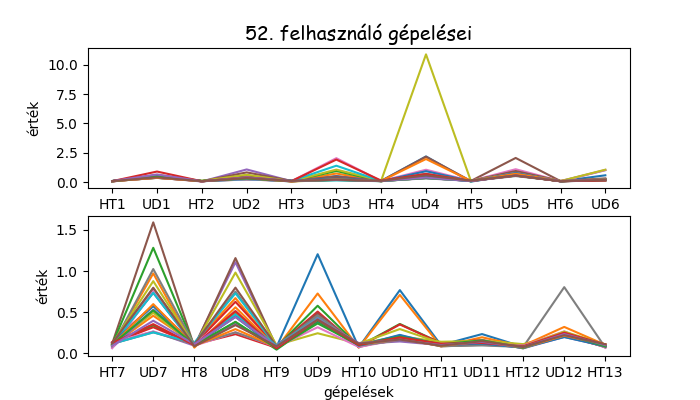 52. felhasználó gépelései
érték
10.0
7.5
5.0
2.5
0.0
HT1 UD1 HT2 UD2 HT3 UD3 HT4 UD4 HT5 UD5 HT6 UD6
érték
1.5
1.0
0.5
0.0
HT7 UD7 HT8 UD8 HT9 UD9 HT10 UD10 HT11 UD11 HT12 UD12 HT13
gépelések